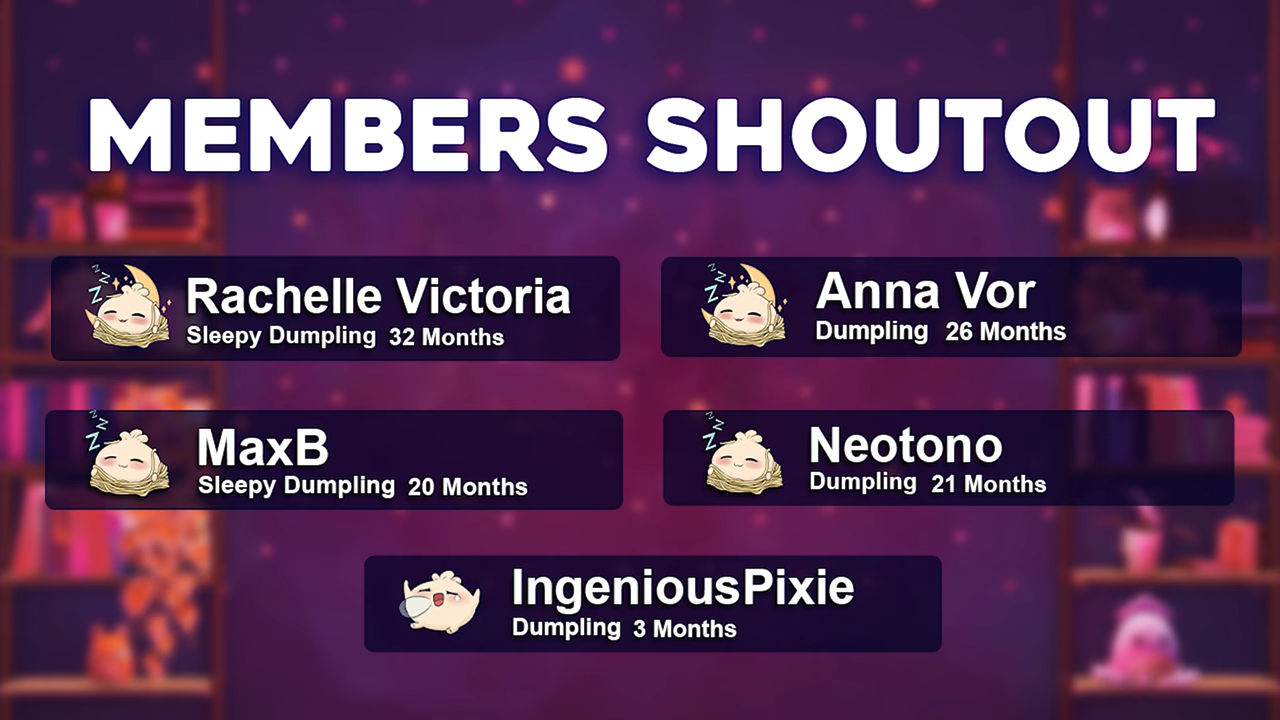 MEMBERS SHOUTOUT
Rachelle Victoria
Sleepy Dumpling 32 Months
Anna Vor
Dumpling 26 Months
MaxB
Sleepy Dumpling 20 Months
Neotono
Dumpling 21 Months
IngeniousPixie
Dumpling 3 Months